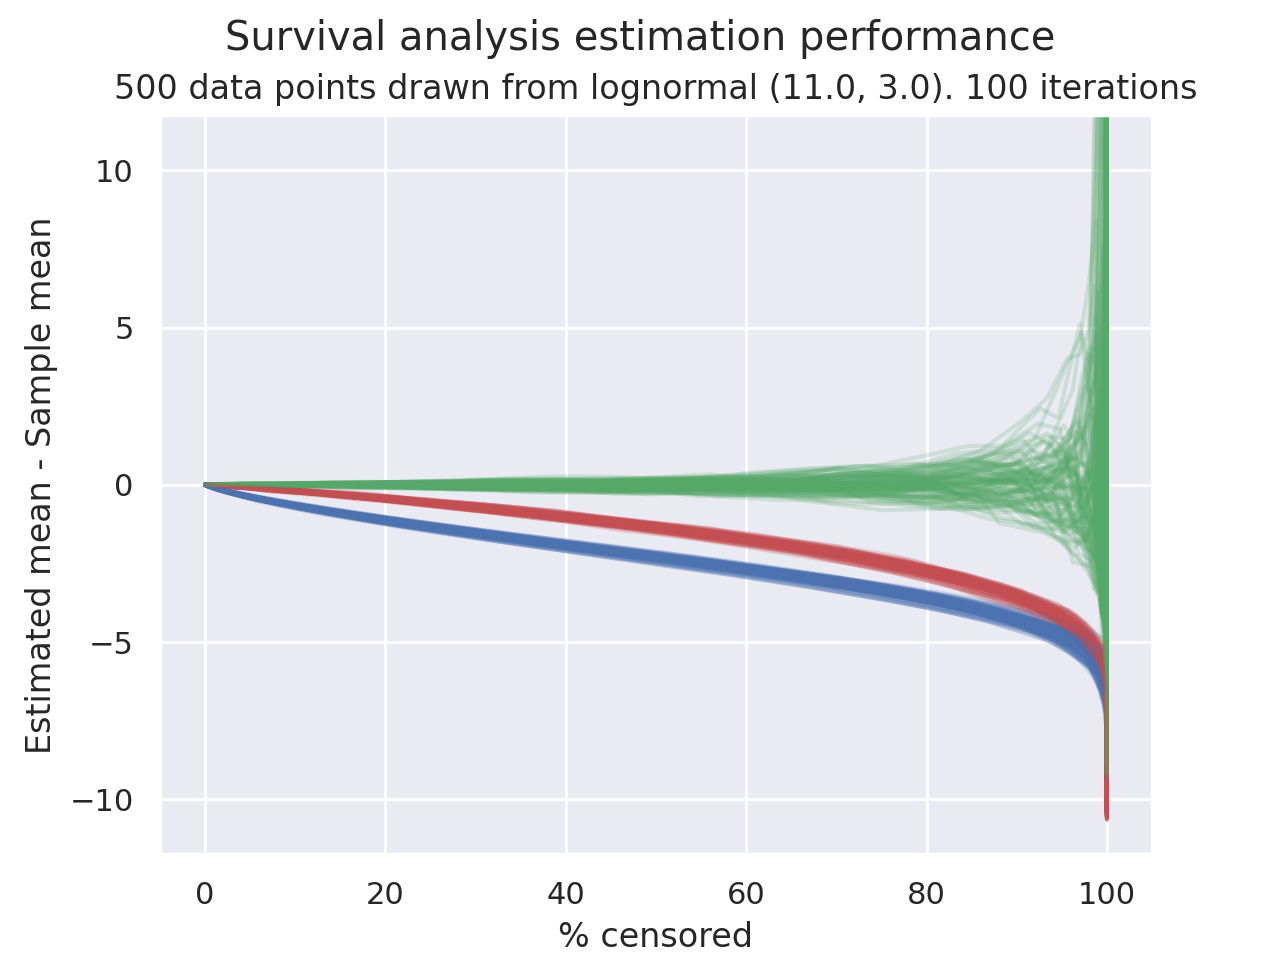 Survival analysis estimation performance
500 data points drawn from lognormal (11.0, 3.0). 100 iterations
Estimated mean - Sample mean
10
5
0
−5
−10
0 20 40 60 80 100
% censored